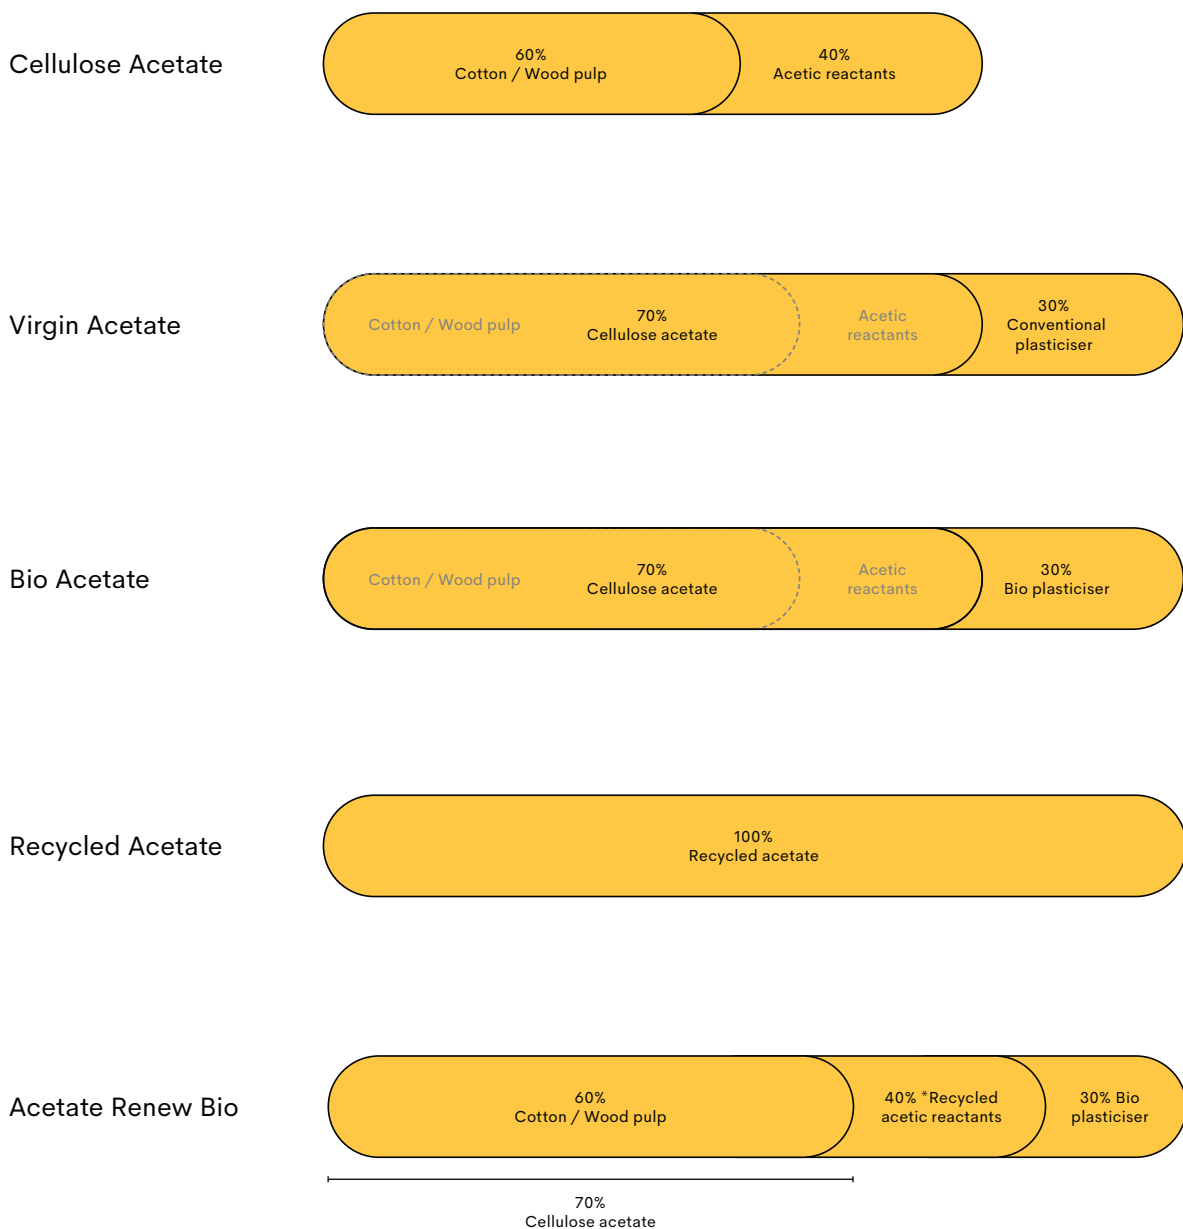 Cellulose Acetate
60%
Cotton / Wood pulp
40%
Acetic reactants
Virgin Acetate
Cotton / Wood pulp
70%
Cellulose acetate
Acetic
reactants
30%
Conventional
plasticiser
Bio Acetate
Cotton / Wood pulp
70%
Cellulose acetate
Acetic
reactants
30%
Bio plasticiser
Recycled Acetate
100%
Recycled acetate
Acetate Renew Bio
60%
Cotton / Wood pulp
40% *Recycled
acetic reactants
30% Bio
plasticiser
70%
Cellulose acetate